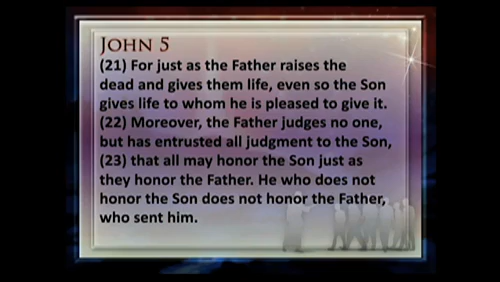 JOHN 5
(21) For just as the Father raises the
dead and gives them life, even so the Son
gives life to whom he is pleased to give it.
(22) Moreover, the Father judges no one,
but has entrusted all judgment to the Son,
(23) that all may honor the Son just as
they honor the Father. He who does not
honor the Son does not honor the Father,
who sent him.